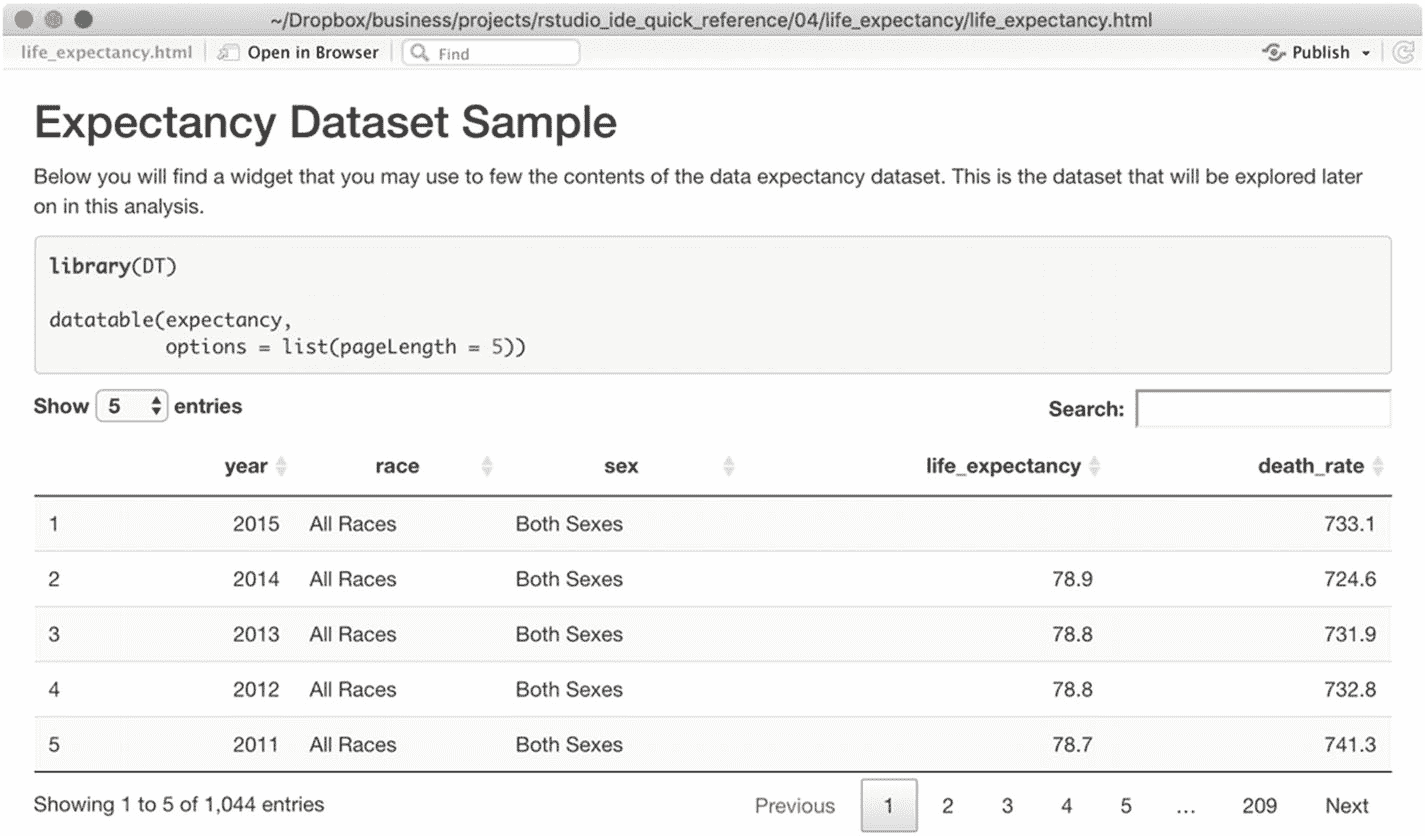 ~/Dropbox/business/projects/rstudio_ide_quick_reference/04/life_expectancy/life_expectancy.html
life_expectancy.html Open in Browser Find Publish
Expectancy Dataset Sample
Below you will find a widget that you may use to few the contents of the data expectancy dataset. This is the dataset that will be explored later
on in this analysis.
library(DT)
datatable(expectancy,
options = list(pageLength = 5))
Show 5 entries Search:
year race sex life_expectancy death_rate
1 2015 All Races Both Sexes 733.1
2 2014 All Races Both Sexes 78.9 724.6
3 2013 All Races Both Sexes 78.8 731.9
4 2012 All Races Both Sexes 78.8 732.8
5 2011 All Races Both Sexes 78.7 741.3
Showing 1 to 5 of 1,044 entries Previous 1 2 3 4 5 … 209 Next